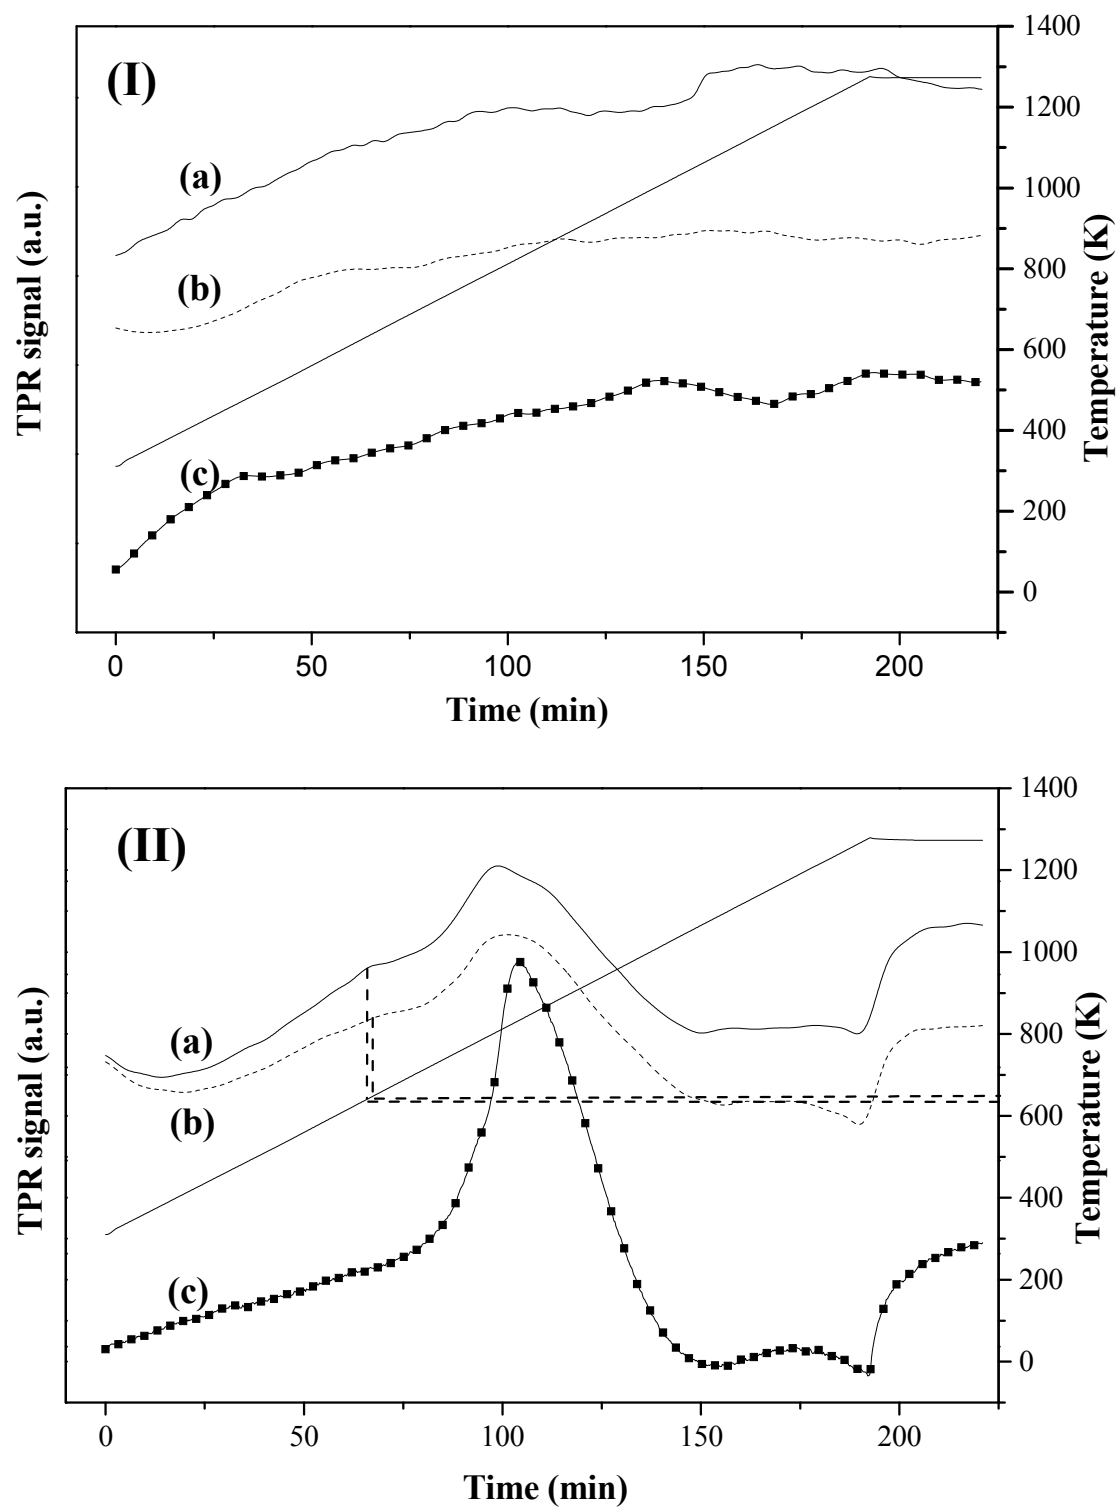 (I)
(a)
(b)
(c)
TPR signal (a.u.)
Temperature (K)
1400
1200
1000
800
600
400
200
0
0 50 100 150 200
Time (min)
(II)
(a)
(b)
(c)
TPR signal (a.u.)
Temperature (K)
1400
1200
1000
800
600
400
200
0
0 50 100 150 200
Time (min)